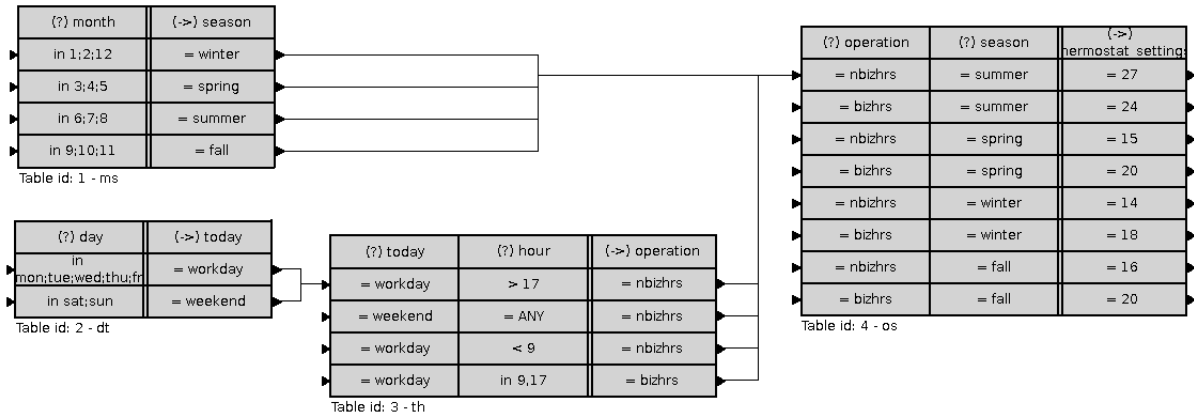 (?) month (->) season
in 1;2;12 = winter
in 3;4;5 = spring
in 6;7;8 = summer
in 9;10;11 = fall
Table id: 1 - ms
(?) day (->) today
in
mon;tue;wed;thu;fri = workday
in sat;sun = weekend
Table id: 2 - dt
(?) today (?) hour (->) operation
= workday > 17 = nbizhrs
= weekend = ANY = nbizhrs
= workday < 9 = nbizhrs
= workday in 9,17 = bizhrs
Table id: 3 - th
(?) operation (?) season (->)
hermostat_settings
= nbizhrs = summer = 27
= bizhrs = summer = 24
= nbizhrs = spring = 15
= bizhrs = spring = 20
= nbizhrs = winter = 14
= bizhrs = winter = 18
= nbizhrs = fall = 16
= bizhrs = fall = 20
Table id: 4 - os